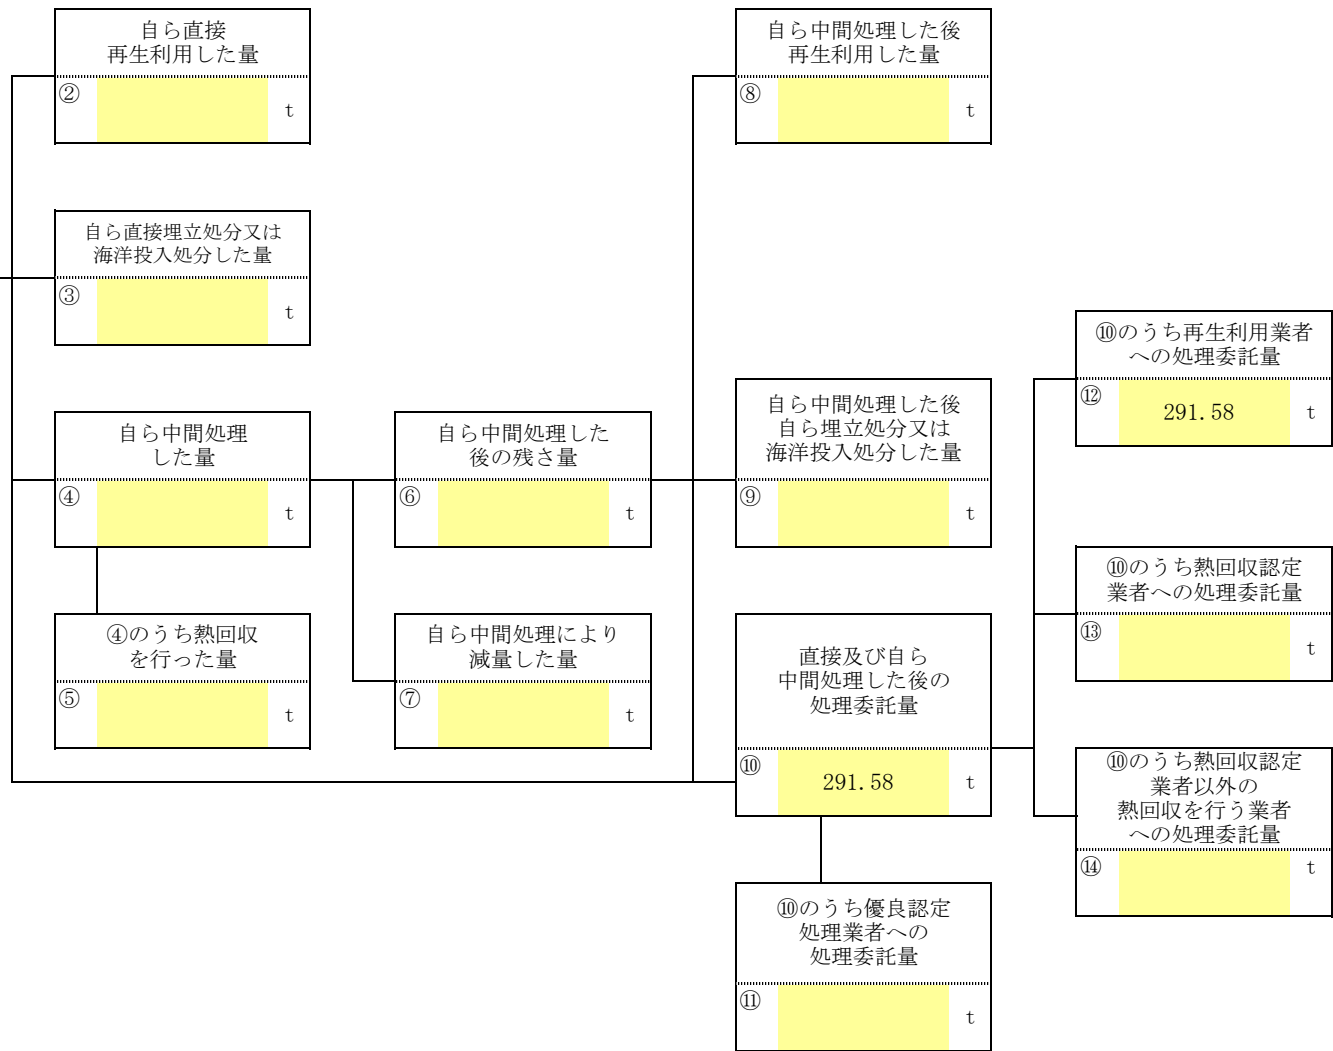 自ら直接
再生利用した量
②
t
自ら中間処理した後
再生利用した量
⑧
t
自ら直接埋立処分又は
海洋投入処分した量
③
t
⑩のうち再生利用業者
への処理委託量
⑫
291.58
t
自ら中間処理
した量
④
t
自ら中間処理した
後の残さ量
⑥
t
自ら中間処理した後
自ら埋立処分又は
海洋投入処分した量
⑨
t
⑩のうち熱回収認定
業者への処理委託量
⑬
t
④のうち熱回収
を行った量
⑤
t
自ら中間処理により
減量した量
⑦
t
直接及び自ら
中間処理した後の
処理委託量
⑩
291.58
t
⑩のうち熱回収認定
業者以外の
熱回収を行う業者
への処理委託量
⑭
t
⑩のうち優良認定
処理業者への
処理委託量
⑪
t